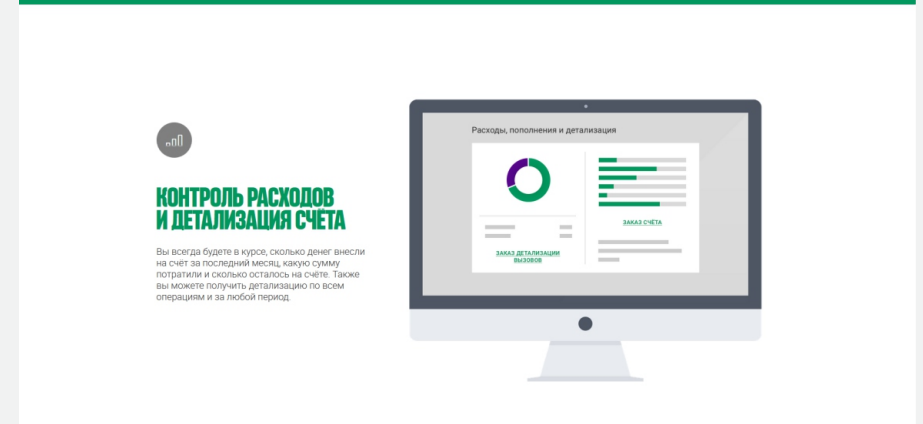 КОНТРОЛЬ РАСХОДОВ
И ДЕТАЛИЗАЦИЯ СЧЁТА
Вы всегда будете в курсе, сколько денег внесли
на счёт за последний месяц, какую сумму
потратили и сколько осталось на счёте. Также
вы можете получить детализацию по всем
операциям и за любой период.
Расходы, пополнения и детализация
ЗАКАЗ ДЕТАЛИЗАЦИИ
ВЫЗОВОВ
ЗАКАЗ СЧЁТА